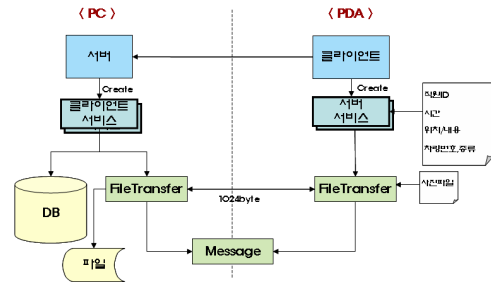 < PC >
< PDA >
서버
클라이언트
Create
Create
클라이언트
서비스
서버
서비스
직원ID
시간
위치/내용
차량번호,종류
DB
FileTransfer
1024byte
FileTransfer
사진파일
파일
Message